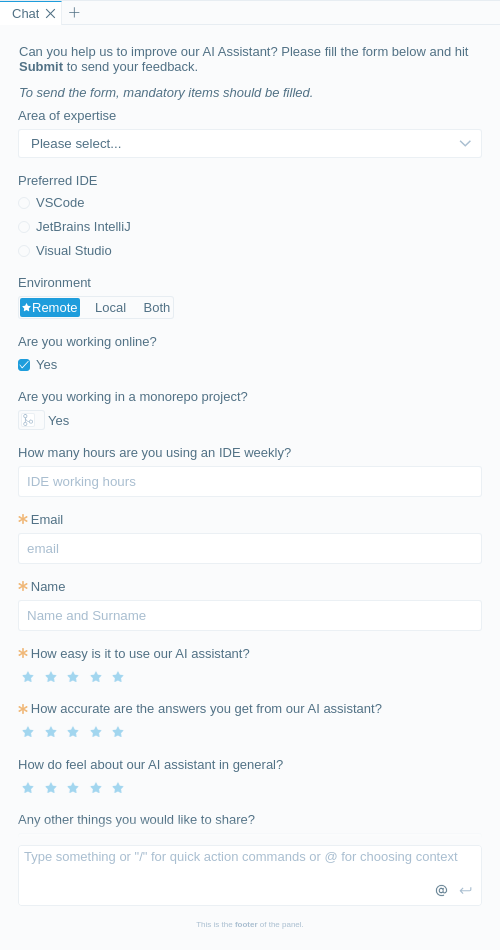 Chat
Can you help us to improve our AI Assistant? Please fill the form below and hit
Submit to send your feedback.
To send the form, mandatory items should be filled.
Area of expertise
Please select...
Preferred IDE
VSCode
JetBrains IntelliJ
Visual Studio
Environment
Remote Local Both
Are you working online?
Yes
Are you working in a monorepo project?
Yes
How many hours are you using an IDE weekly?
IDE working hours
Email
email
Name
Name and Surname
How easy is it to use our AI assistant?
How accurate are the answers you get from our AI assistant?
How do feel about our AI assistant in general?
Any other things you would like to share?
Type something or "/" for quick action commands or @ for choosing context
@
This is the footer of the panel.